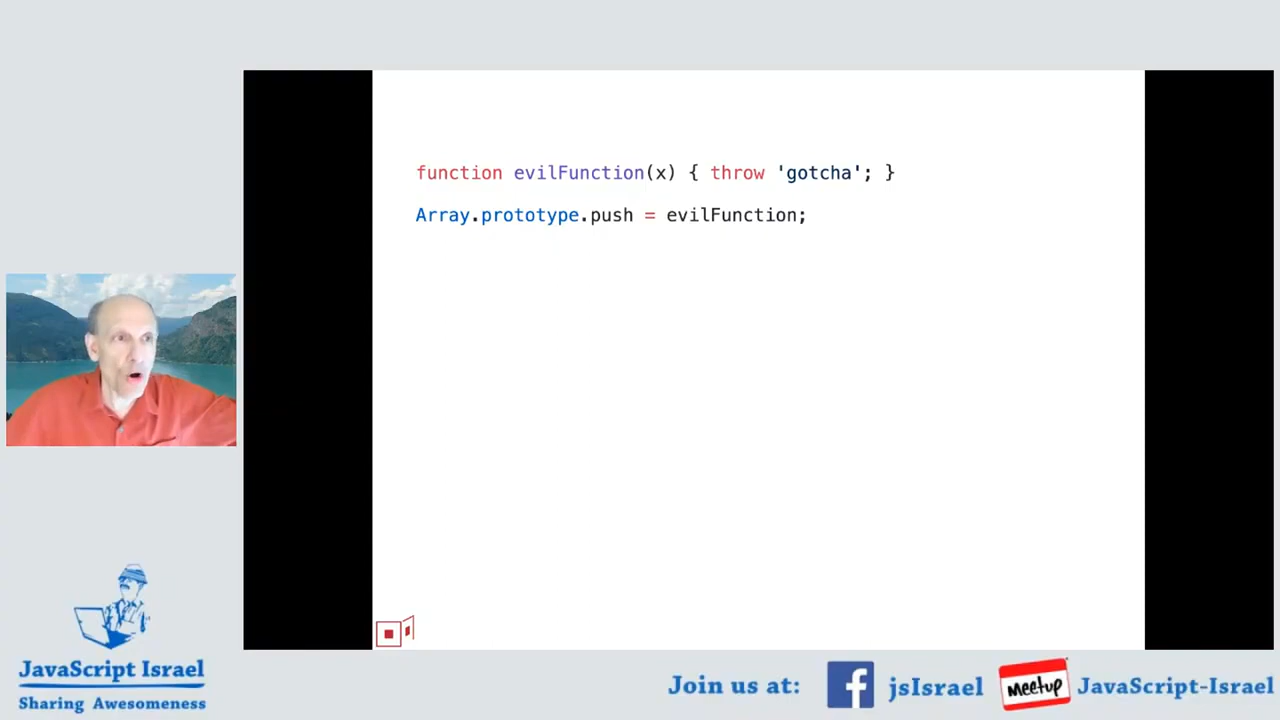 function evilFunction(x) { throw 'gotcha'; }
Array.prototype.push = evilFunction;
JavaScript Israel
Sharing Awesomeness
Join us at:
f jsIsrael
Meetup JavaScript-Israel